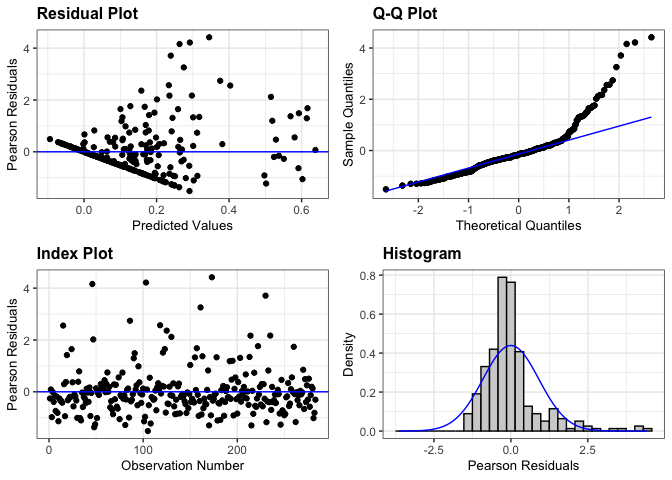 Residual Plot
Pearson Residuals
4
2
0
0.0 0.2 0.4 0.6
Predicted Values
Q-Q Plot
Sample Quantiles
4
2
0
-2 -1 0 1 2
Theoretical Quantiles
Index Plot
Pearson Residuals
4
2
0
0 100 200
Observation Number
Histogram
Density
0.8
0.6
0.4
0.2
0.0
-2.5 0.0 2.5
Pearson Residuals